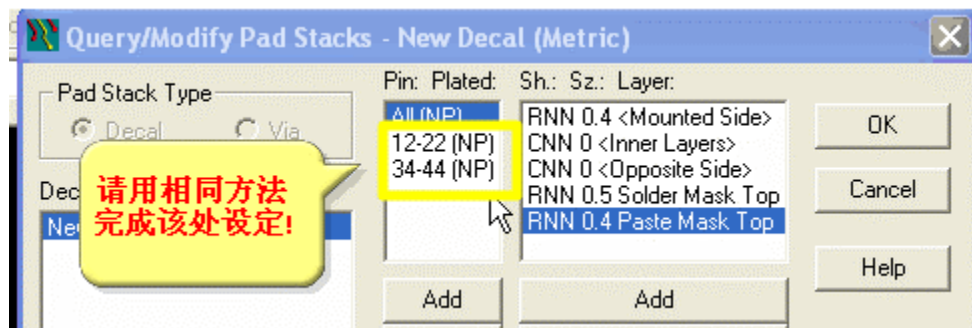 Query/Modify Pad Stacks - New Decal (Metric)
Pad Stack Type
Decal
Via
Pin: Plated:
Sh.: Sz.: Layer:
All (NP)
12-22 (NP)
34-44 (NP)
RNN 0.4 <Mounted Side>
CNN 0 <Inner Layers>
CNN 0 <Opposite Side>
RNN 0.5 Solder Mask Top
RNN 0.4 Paste Mask Top
OK
Cancel
Help
请用相同方法
完成该处设定!
Add
Add